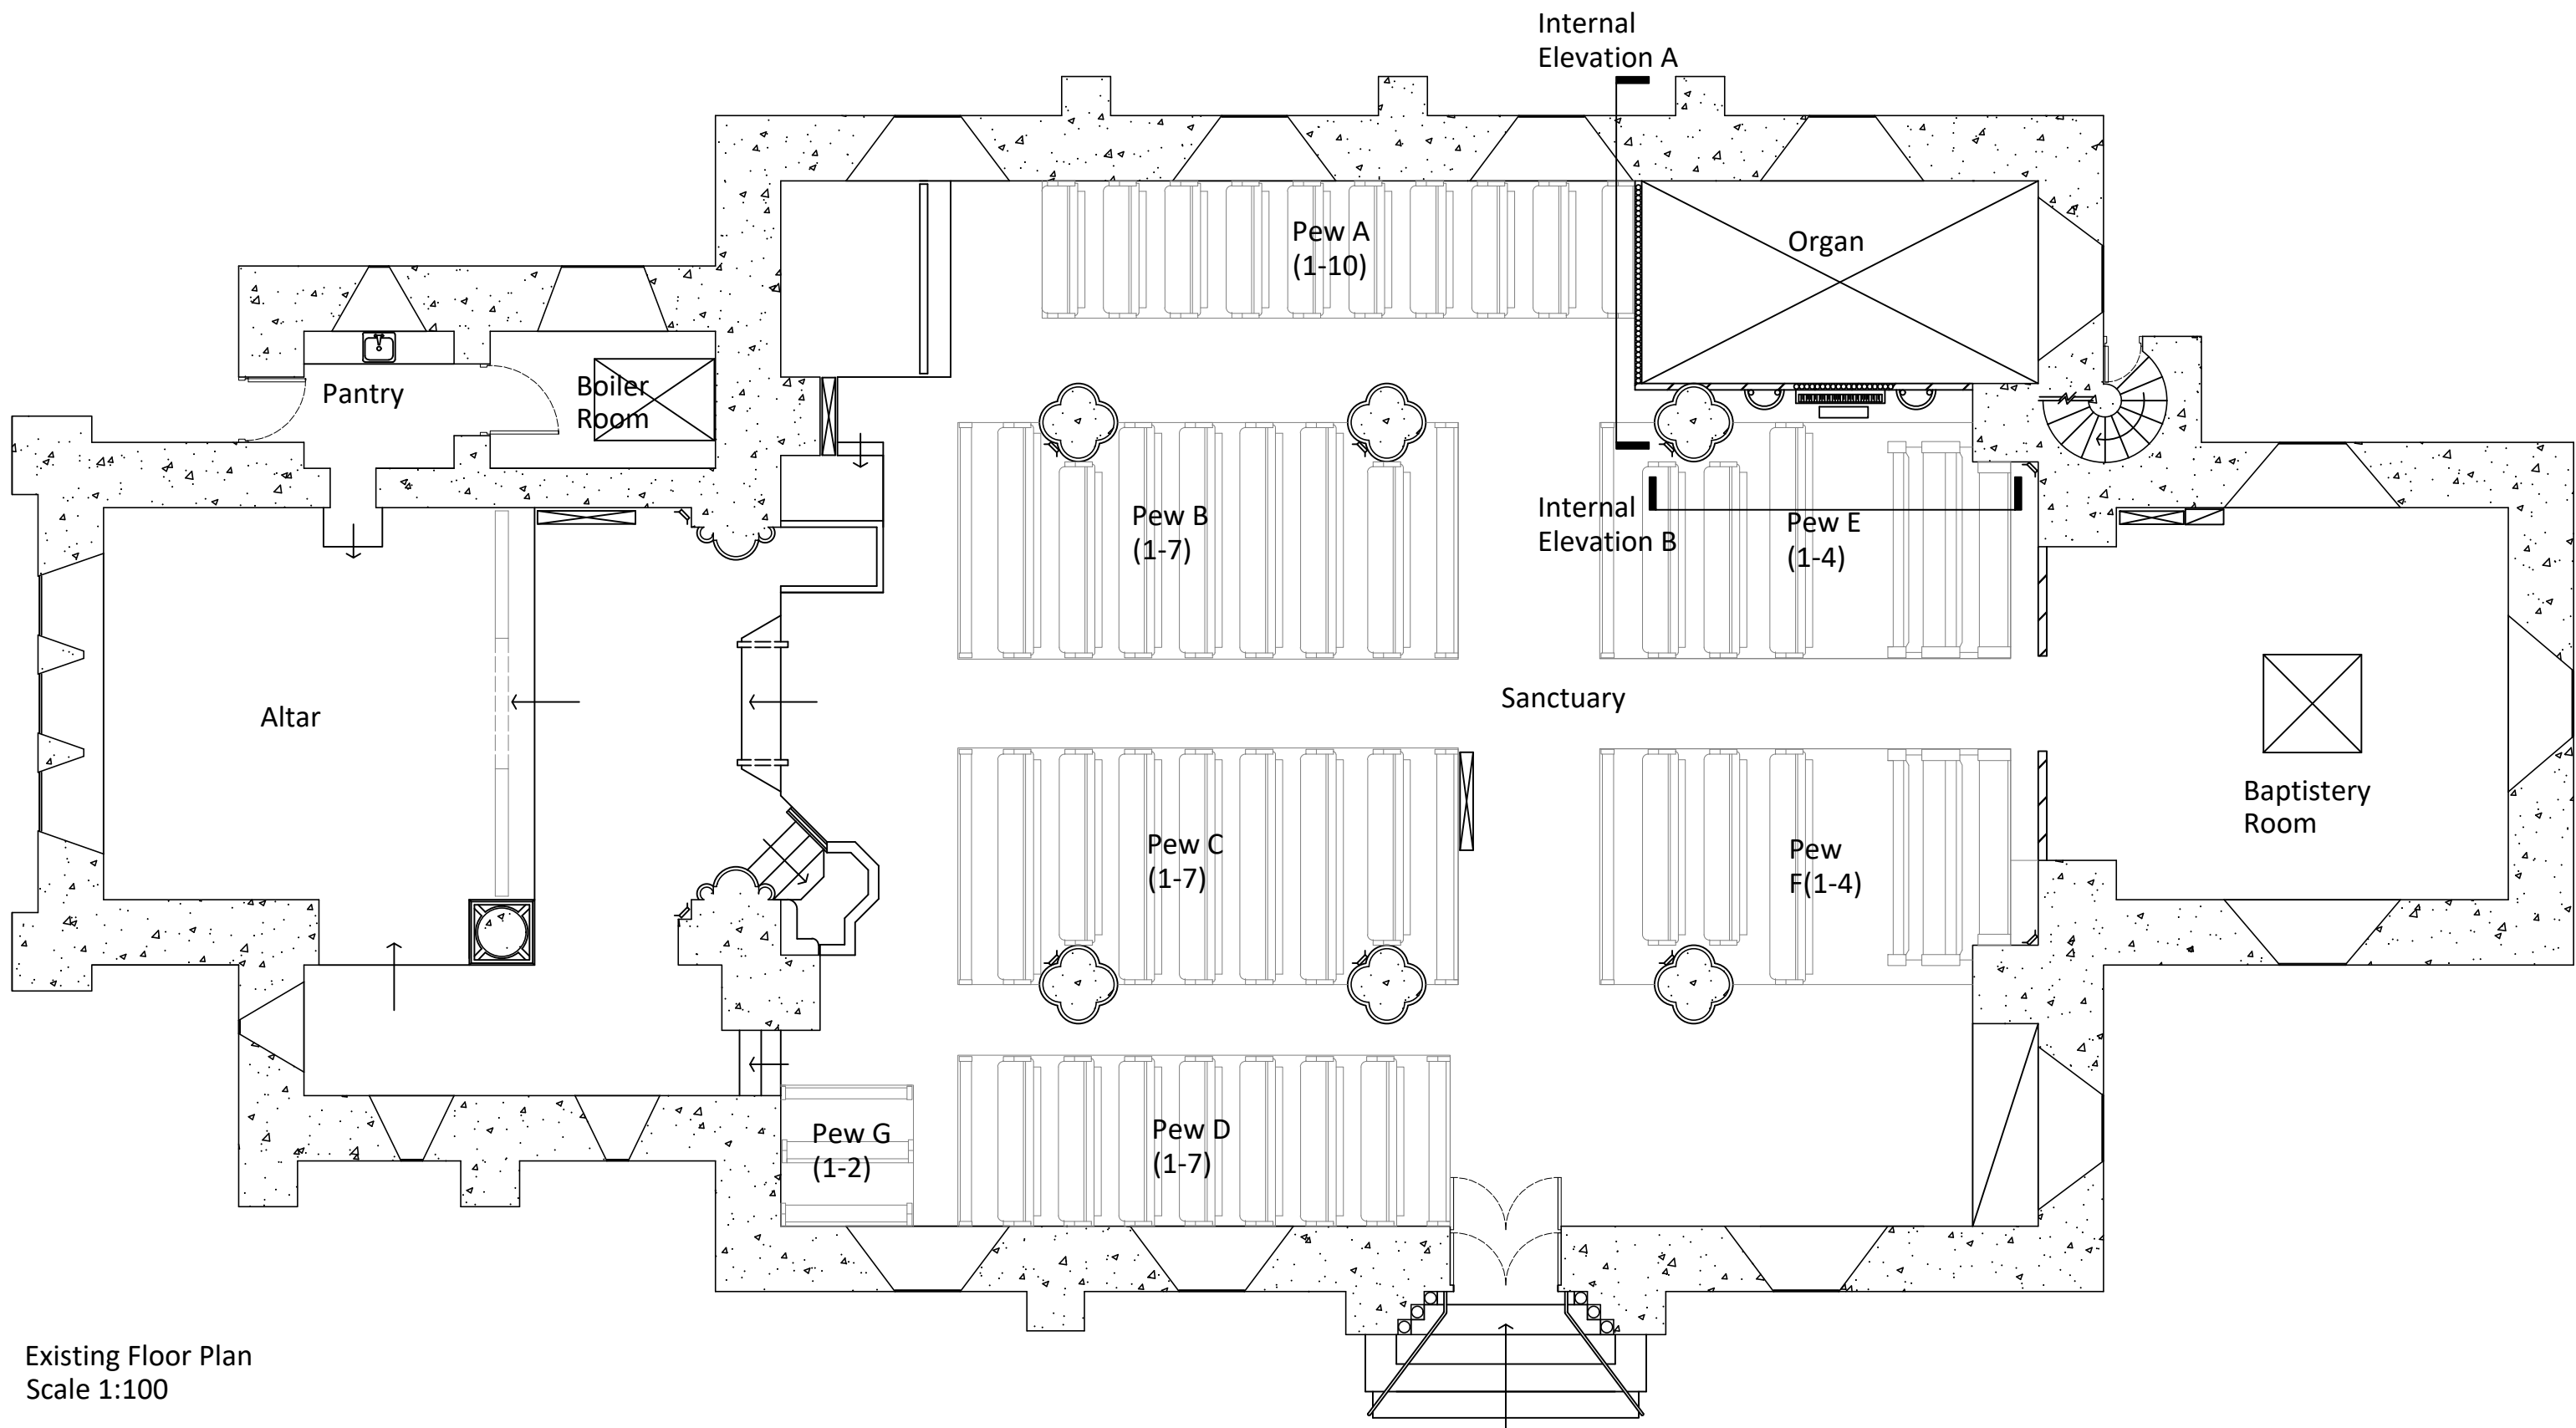 Internal
Elevation A
Pew A
(1-10)
Organ
Pantry
Boiler
Room
Pew B
(1-7)
Internal
Elevation B
Pew E
(1-4)
Sanctuary
Altar
Baptistery
Room
Pew C
(1-7)
Pew
F(1-4)
Pew G
(1-2)
Pew D
(1-7)
Existing Floor Plan
Scale 1:100